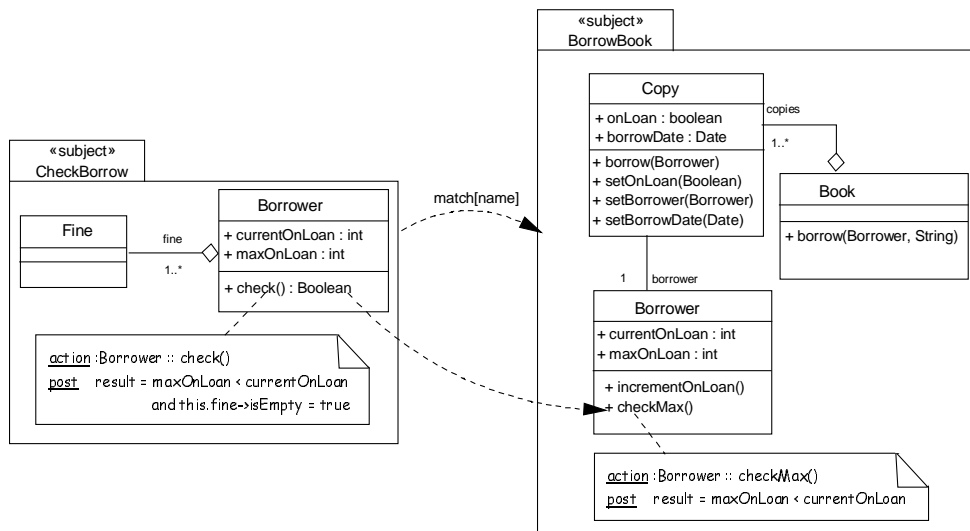 «subject»
CheckBorrow
Fine
fine
1..*
Borrower
+ currentOnLoan : int
+ maxOnLoan : int
+ check() : Boolean
action :Borrower :: check()
post result = maxOnLoan < currentOnLoan
and this.fine->isEmpty = true
match[name]
«subject»
BorrowBook
Copy
+ onLoan : boolean
+ borrowDate : Date
+ borrow(Borrower)
+ setOnLoan(Boolean)
+ setBorrower(Borrower)
+ setBorrowDate(Date)
copies
1..*
Book
+ borrow(Borrower, String)
1 borrower
Borrower
+ currentOnLoan : int
+ maxOnLoan : int
+ incrementOnLoan()
+ checkMax()
action :Borrower :: checkMax()
post result = maxOnLoan < currentOnLoan